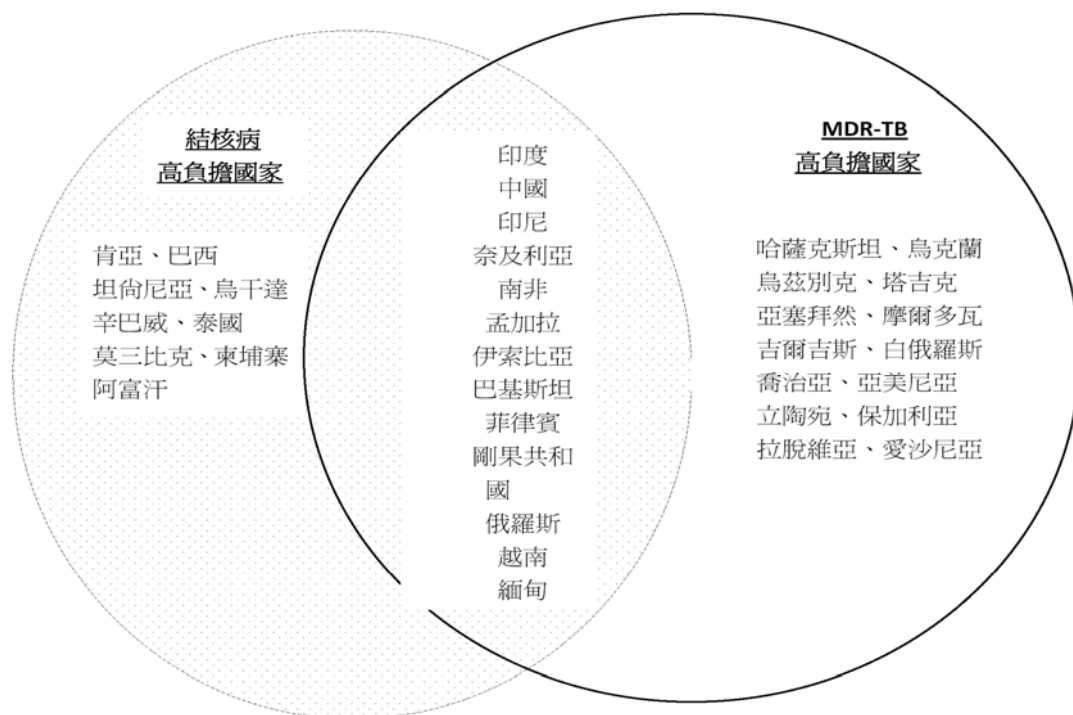 結核病
高負擔國家
肯亞、巴西
坦尙尼亞、烏干達
辛巴威、泰國
莫三比克、柬埔寨
阿富汗
印度
中國
印尼
奈及利亞
南非
孟加拉
伊索比亞
巴基斯坦
菲律賓
剛果共和
國
俄羅斯
越南
緬甸
MDR-TB
高負擔國家
哈薩克斯坦、烏克蘭
烏茲別克、塔吉克
亞塞拜然、摩爾多瓦
吉爾吉斯、白俄羅斯
喬治亞、亞美尼亞
立陶宛、保加利亞
拉脫維亞、愛沙尼亞